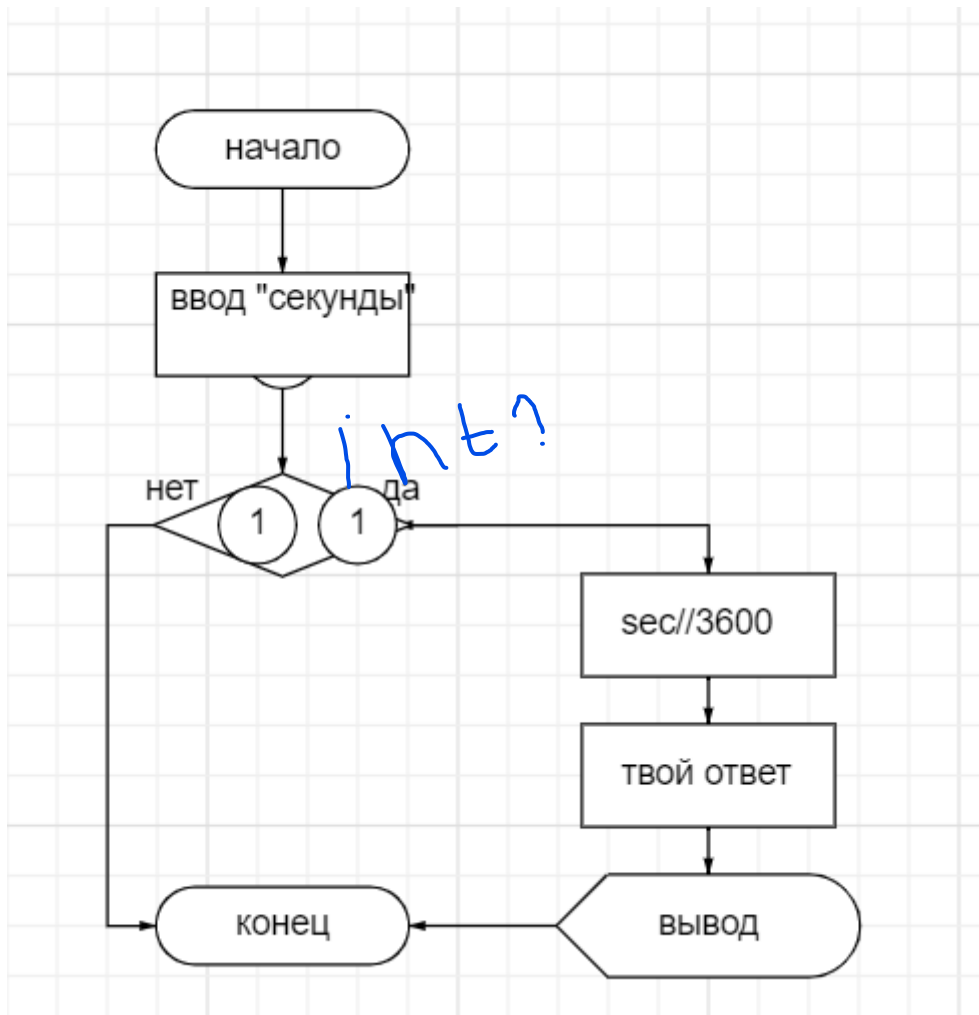 начало
ввод "секунды"
int?
нет
да
1
1
sec//3600
твой ответ
конец
вывод